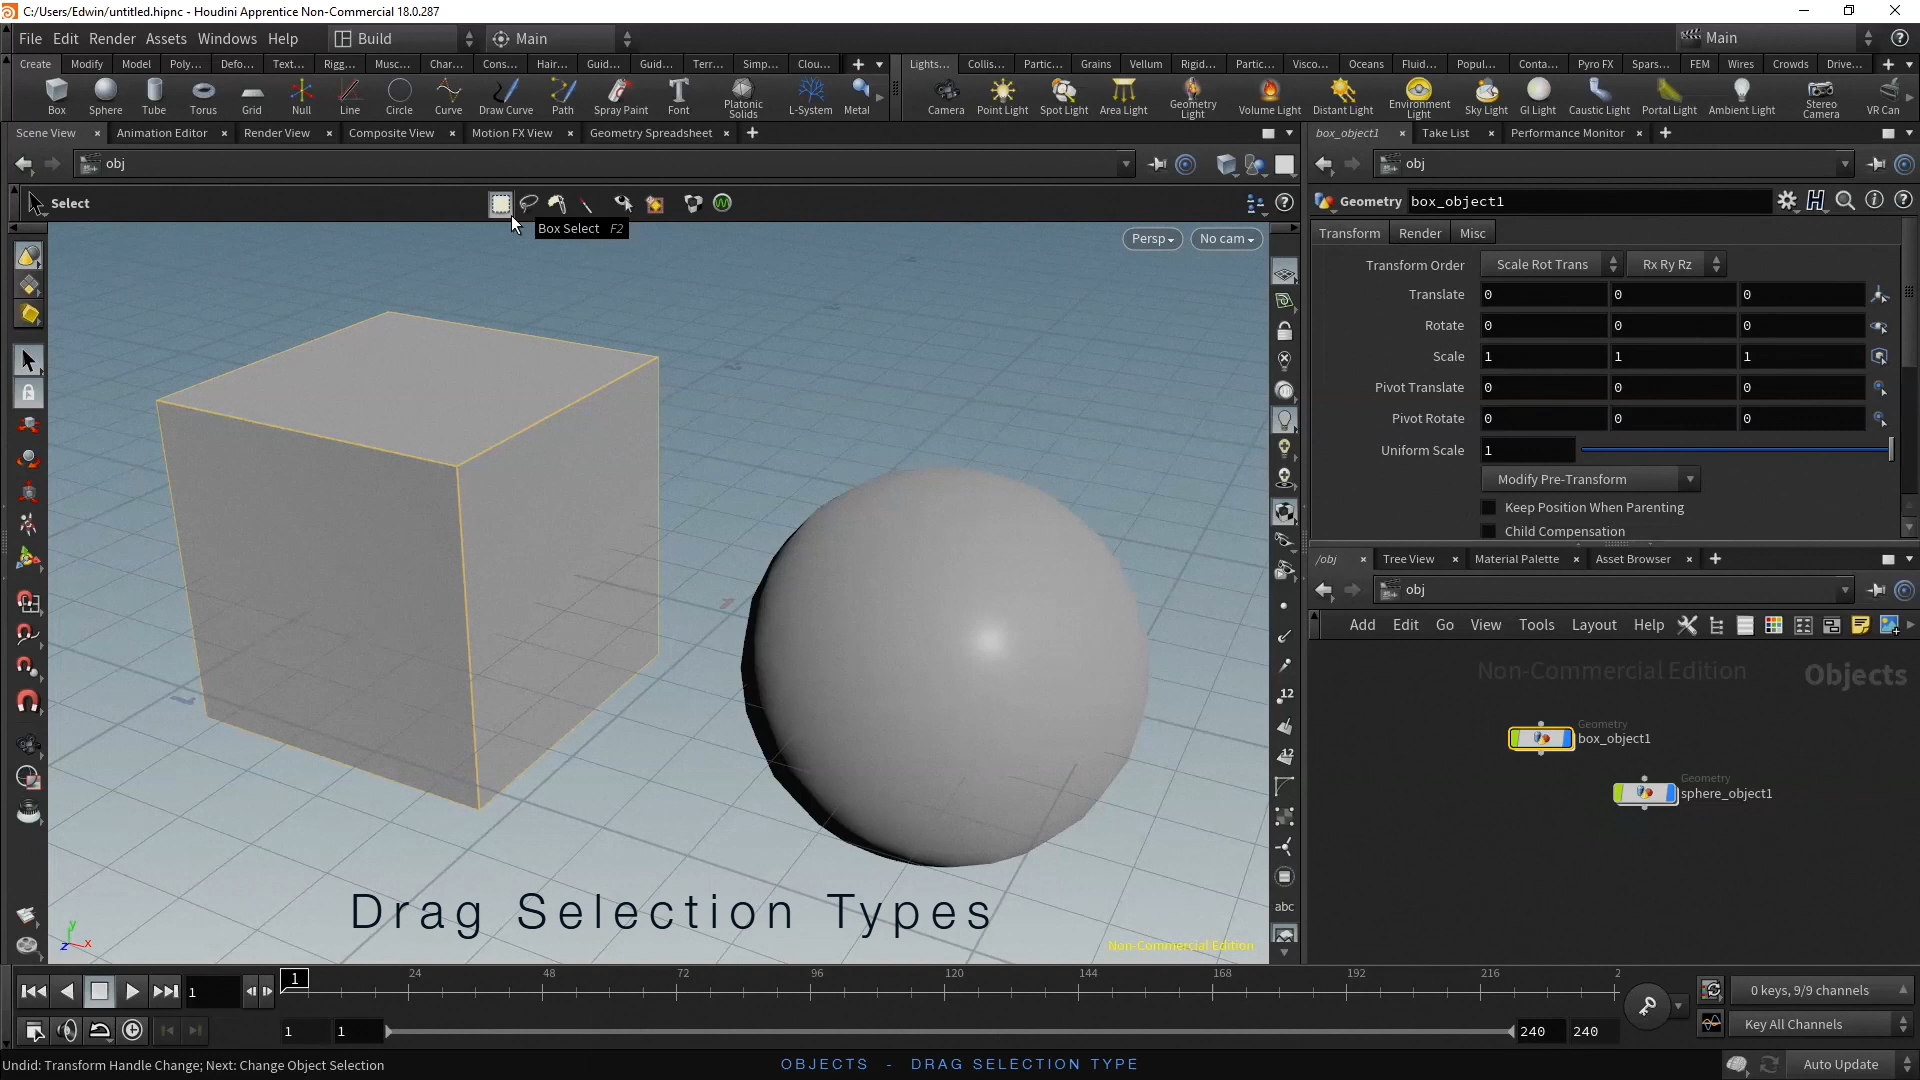 C:/Users/Edwin/untitled.hipnc - Houdini Apprentice Non-Commercial 18.0.287
File Edit Render Assets Windows Help Build Main Main
Create Modify Model Poly... Defo... Text... Rigg... Musc... Char... Cons... Hair... Guid... Guid... Terr... Simp... Clou...
Lights... Collis... Partic... Grains Vellum Rigid... Partic... Visco... Oceans Fluid... Popul... Conta... Pyro FX Spars... FEM Wires Crowds Drive...
Box Sphere Tube Torus Grid Null Line Circle Curve Draw Curve Path Spray Paint Font Platonic Solids L-System Metal
Camera Point Light Spot Light Area Light Geometry Light Volume Light Distant Light Environment Light Sky Light GI Light Caustic Light Portal Light Ambient Light Stereo Camera VR Can
Scene View Animation Editor Render View Composite View Motion FX View Geometry Spreadsheet
box_object1 Take List Performance Monitor
obj
obj
Select
Box Select F2
Persp No cam
Geometry box_object1
Transform Render Misc
Transform Order Scale Rot Trans Rx Ry Rz
Translate 0 0 0
Rotate 0 0 0
Scale 1 1 1
Pivot Translate 0 0 0
Pivot Rotate 0 0 0
Uniform Scale 1
Modify Pre-Transform
Keep Position When Parenting
Child Compensation
/obj Tree View Material Palette Asset Browser
obj
Add Edit Go View Tools Layout Help
Non-Commercial Edition Objects
Geometry
box_object1
Geometry
sphere_object1
12
12
abc
Drag Selection Types
Non-Commercial Edition
y
z x
1 1 24 48 72 96 120 144 168 192 216 2
0 keys, 9/9 channels
1 1 240 240
Key All Channels
Undid: Transform Handle Change; Next: Change Object Selection
OBJECTS - DRAG SELECTION TYPE
Auto Update